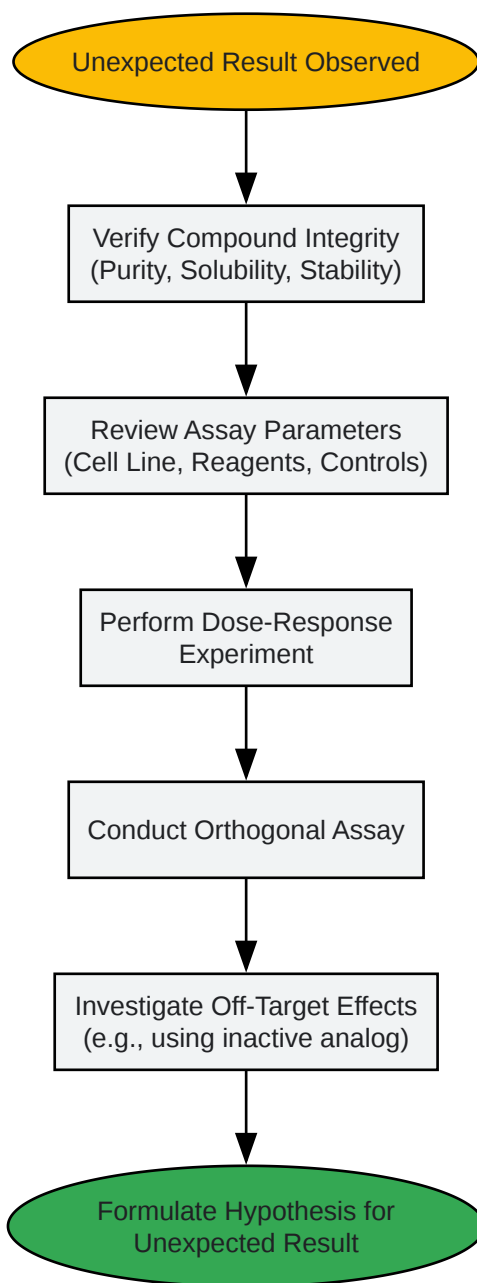 Unexpected Result Observed
Verify Compound Integrity
(Purity, Solubility, Stability)
Review Assay Parameters
(Cell Line, Reagents, Controls)
Perform Dose-Response
Experiment
Conduct Orthogonal Assay
Investigate Off-Target Effects
(e.g., using inactive analog)
Formulate Hypothesis for
Unexpected Result